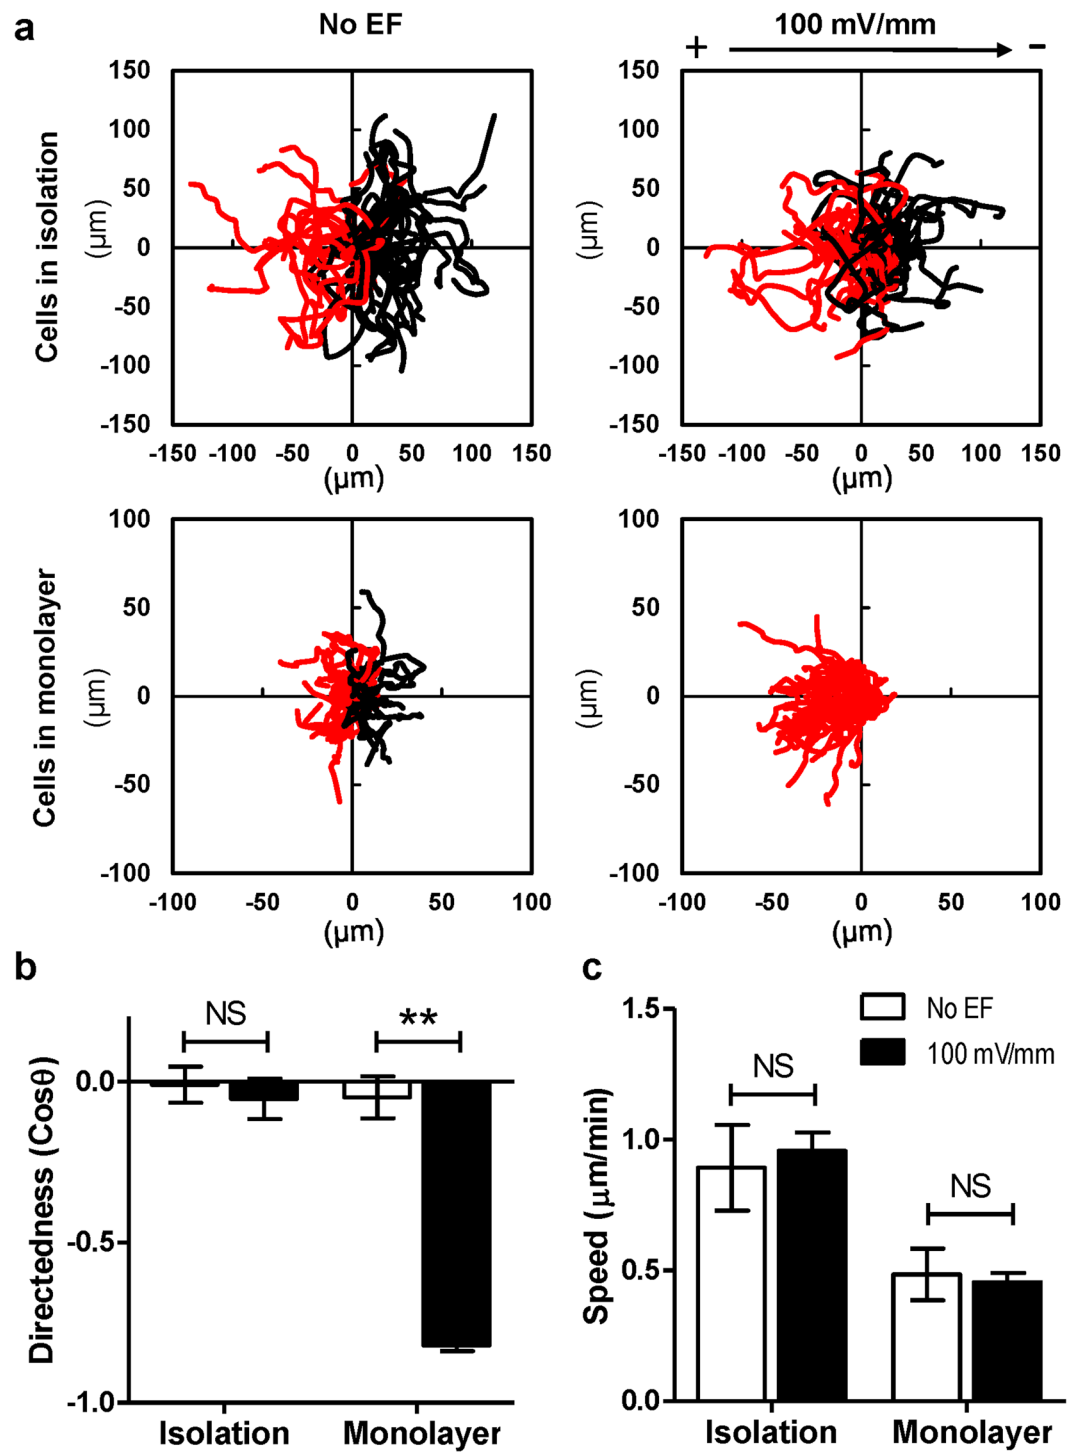 a
No EF
100 mV/mm
+ -
Cells in isolation
(µm)
150
100
50
0
-50
-100
-150
-150 -100 -50 0 50 100 150
(µm)
(µm)
150
100
50
0
-50
-100
-150
-150 -100 -50 0 50 100 150
(µm)
Cells in monolayer
(µm)
100
50
0
-50
-100
-100 -50 0 50 100
(µm)
(µm)
100
50
0
-50
-100
-100 -50 0 50 100
(µm)
b
Directedness (Cosθ)
NS
**
0.0
-0.5
-1.0
Isolation Monolayer
c
Speed (µm/min)
No EF
100 mV/mm
NS
NS
1.5
1.0
0.5
0.0
Isolation Monolayer